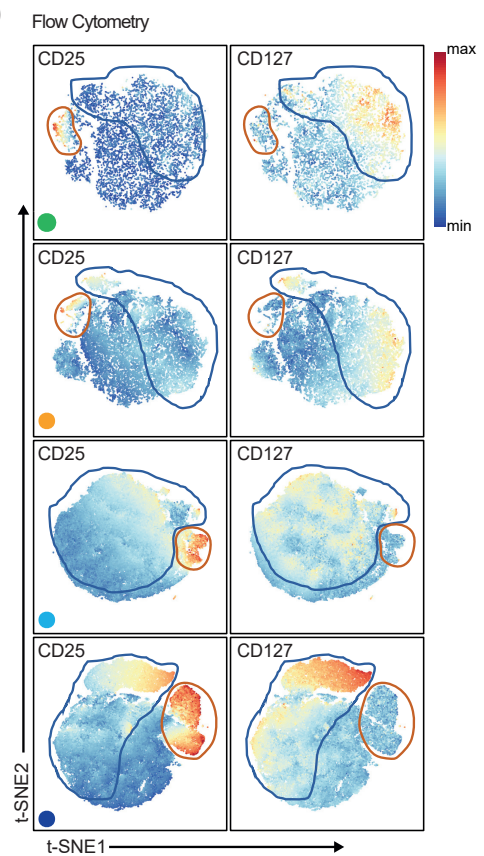 Flow Cytometry
CD25
CD127
max
min
CD25
CD127
CD25
CD127
CD25
CD127
t-SNE2
t-SNE1